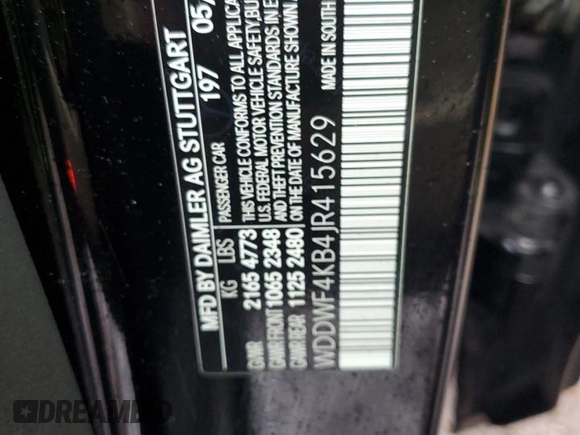 MFD BY DAIMLER AG STUTTGART
197 05/
KG LBS PASSENGER CAR
GVWR 2165 4773
GAWR FRONT 1065 2348
GAWR REAR 1125 2480
THIS VEHICLE CONFORMS TO ALL APPLICA
U.S. FEDERAL MOTOR VEHICLE SAFETY, BU
AND THEFT PREVENTION STANDARDS IN E
ON THE DATE OF MANUFACTURE
WDDWF4KB4JR415629
MADE IN SOUTH
DREAMBID